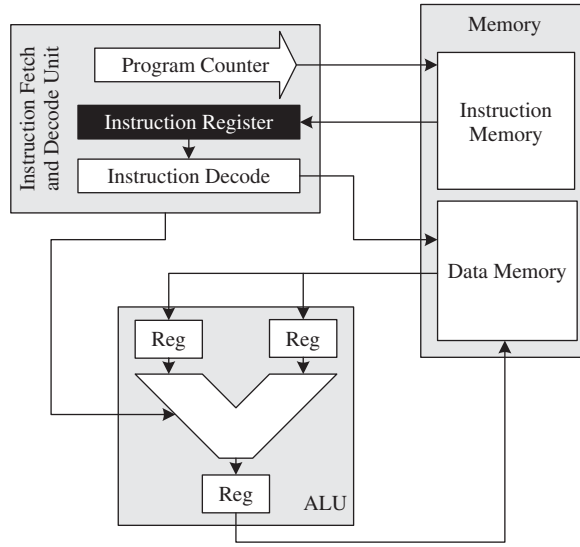 Instruction Fetch
and Decode Unit
Program Counter
Instruction Register
Instruction Decode
Memory
Instruction
Memory
Data Memory
Reg
Reg
Reg
ALU